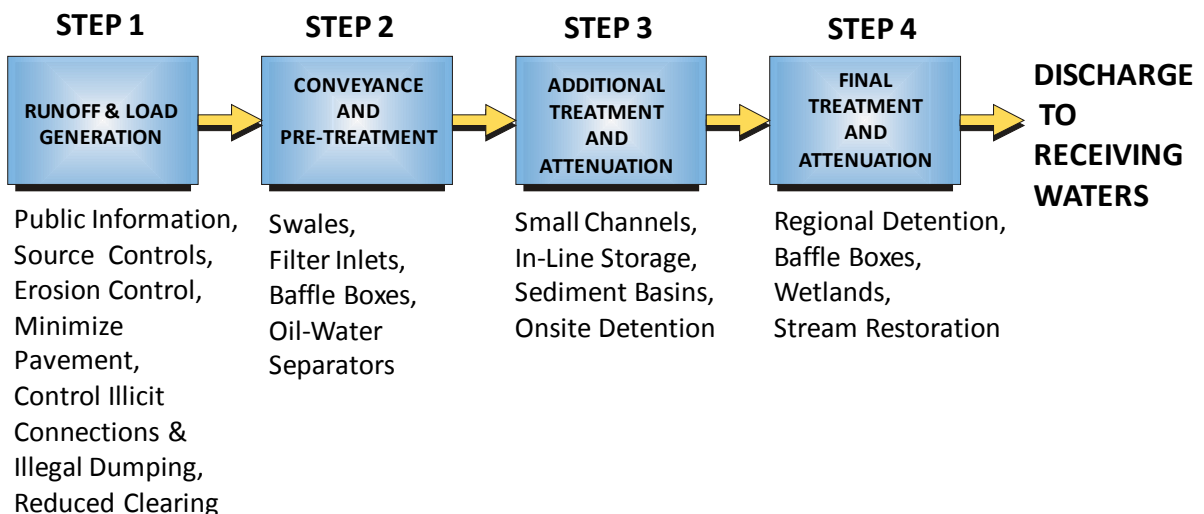 STEP 1
RUNOFF & LOAD
GENERATION
Public Information,
Source Controls,
Erosion Control,
Minimize
Pavement,
Control Illicit
Connections &
Illegal Dumping,
Reduced Clearing
STEP 2
CONVEYANCE
AND
PRE-TREATMENT
Swales,
Filter Inlets,
Baffle Boxes,
Oil-Water
Separators
STEP 3
ADDITIONAL
TREATMENT
AND
ATTENUATION
Small Channels,
In-Line Storage,
Sediment Basins,
Onsite Detention
STEP 4
FINAL
TREATMENT
AND
ATTENUATION
Regional Detention,
Baffle Boxes,
Wetlands,
Stream Restoration
DISCHARGE
TO
RECEIVING
WATERS